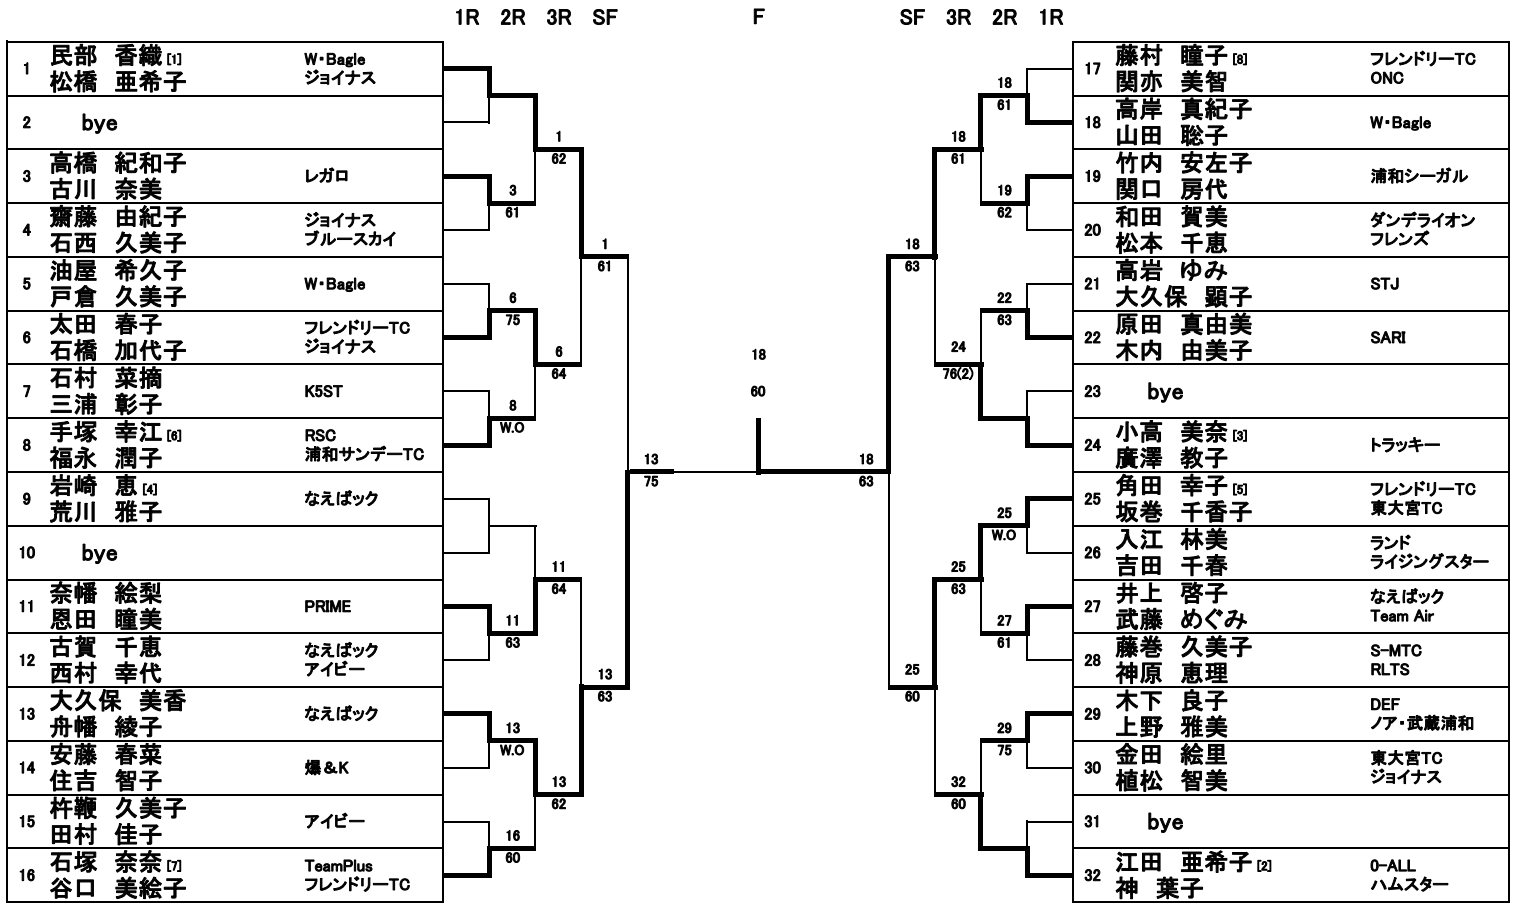 1R 2R 3R SF F SF 3R 2R 1R
1 民部 香織 [1] W・Bagle
松橋 亜希子 ジョイナス
2 bye
3 高橋 紀和子 レガロ
古川 奈美
4 齋藤 由紀子 ジョイナス
石西 久美子 ブルースカイ
5 油屋 希久子 W・Bagle
戸倉 久美子
6 太田 春子 フレンドリーTC
石橋 加代子 ジョイナス
7 石村 菜摘 K5ST
三浦 彰子
8 手塚 幸江 [6] RSC
福永 潤子 浦和サンデーTC
9 岩崎 恵 [4] なえぱック
荒川 雅子
10 bye
11 奈幡 絵梨 PRIME
恩田 瞳美
12 古賀 千恵 なえぱック
西村 幸代 アイビー
13 大久保 美香 なえぱック
舟幡 綾子
14 安藤 春菜 爆&K
住吉 智子
15 杵鞭 久美子 アイビー
田村 佳子
16 石塚 奈奈 [7] TeamPlus
谷口 美絵子 フレンドリーTC
3
61
6
75
8
W.O
11
63
13
W.O
16
60
1
62
6
64
11
64
13
62
1
61
13
63
13
75
18
60
18
63
18
63
25
60
18
61
24
76(2)
25
63
32
60
18
61
19
62
22
63
25
W.O
27
61
29
75
17 藤村 瞳子 [8] フレンドリーTC
関亦 美智 ONC
18 高岸 真紀子 W・Bagle
山田 聡子
19 竹内 安左子 浦和シーガル
関口 房代
20 和田 賀美 ダンデライオン
松本 千恵 フレンズ
21 高岩 ゆみ STJ
大久保 顕子
22 原田 真由美 SARI
木内 由美子
23 bye
24 小高 美奈 [3] トラッキー
廣澤 教子
25 角田 幸子 [5] フレンドリーTC
坂巻 千香子 東大宮TC
26 入江 林美 ランド
吉田 千春 ライジングスター
27 井上 啓子 なえぱック
武藤 めぐみ Team Air
28 藤巻 久美子 S-MTC
神原 恵理 RLTS
29 木下 良子 DEF
上野 雅美 ノア・武蔵浦和
30 金田 絵里 東大宮TC
植松 智美 ジョイナス
31 bye
32 江田 亜希子 [2] O-ALL
神 葉子 ハムスター